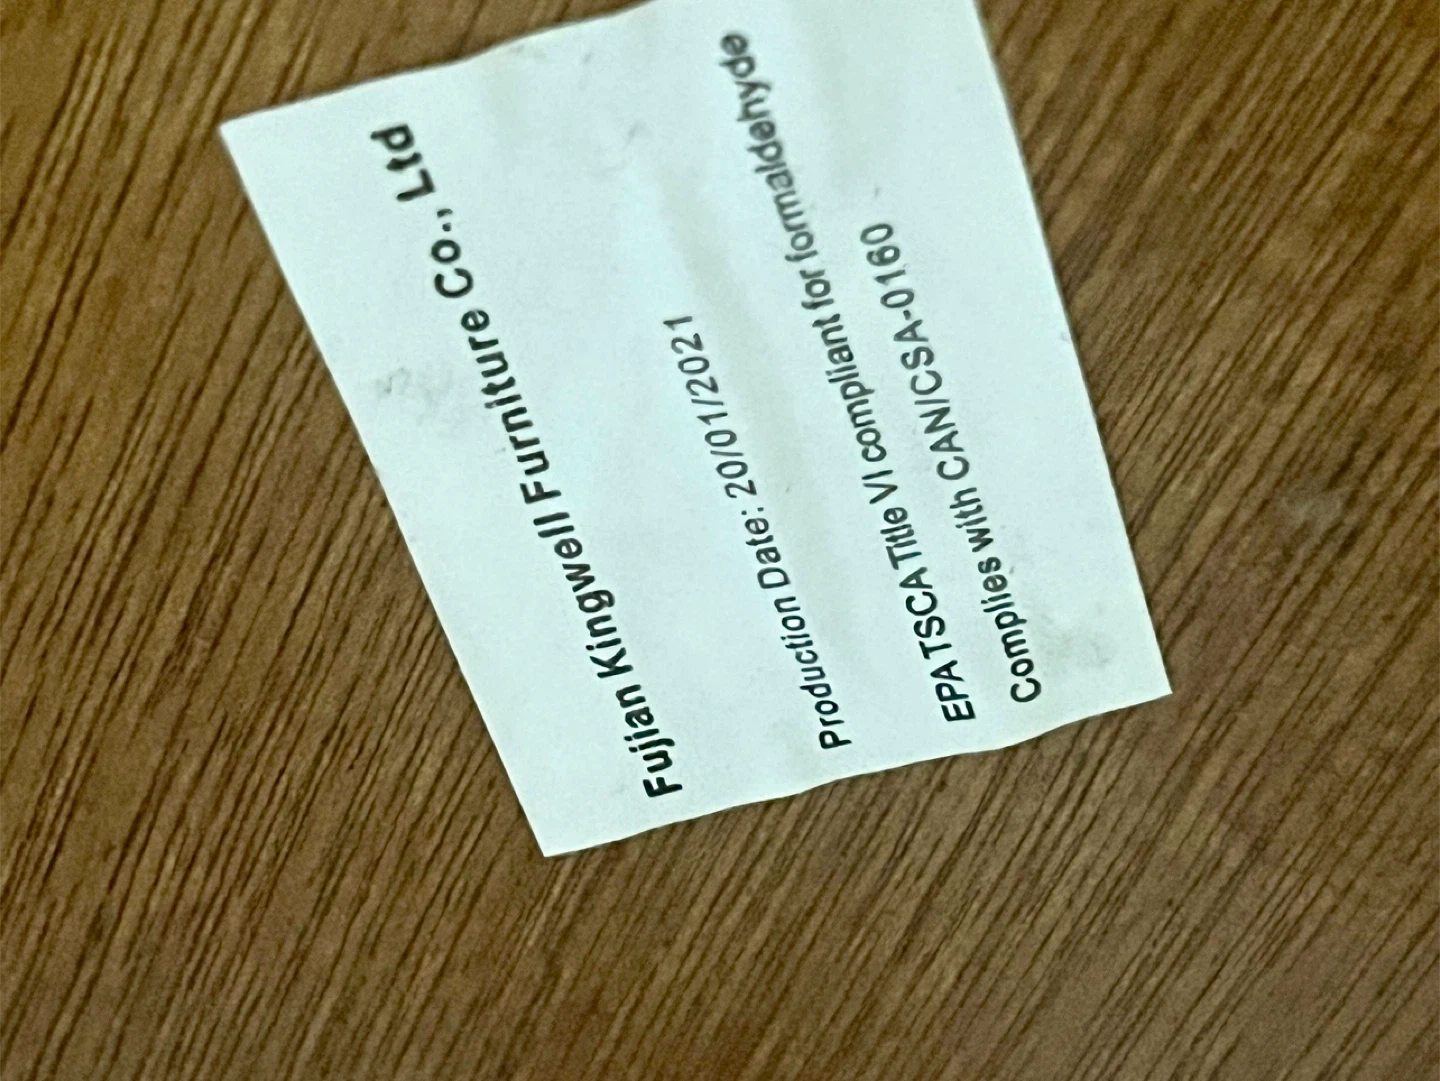 Fujian Kingwell Furniture Co., Ltd
Production Date: 20/01/2021
EPA TSCA Title VI compliant for formaldehyde
Complies with CAN/CSA-0160